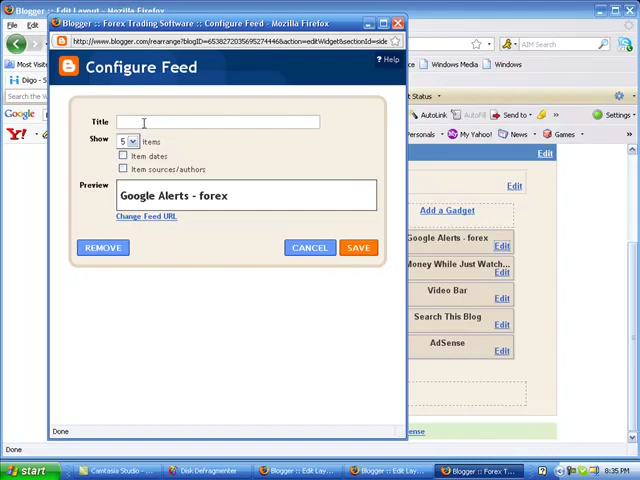 Blogger :: Edit Layout - Mozilla Firefox
Blogger :: Forex Trading Software :: Configure Feed - Mozilla Firefox
File
Edit
http://www.blogger.com/rearrange?blogID=6538272035695274446&action=editWidget&sectionId=side
AIM Search
Most Visite
Windows Media
Windows
Configure Feed
? Help
Diigo -
Status
Search the Web
Google
AutoLink
AutoFill
Send to
Settings
Y!
Personals
My Yahoo!
News
Games
Title
Show
5
Items
Item dates
Item sources/authors
Preview
Google Alerts - forex
Change Feed URL
REMOVE
CANCEL
SAVE
Edit
Edit
Add a Gadget
Google Alerts - forex
Edit
Money While Just Watch...
Edit
Video Bar
Edit
Search This Blog
Edit
AdSense
Edit
Done
Done
start
Camtasia Studio - ...
Disk Defragmenter
Blogger :: Edit Lay...
Blogger :: Edit Lay...
Blogger :: Forex T...
8:35 PM